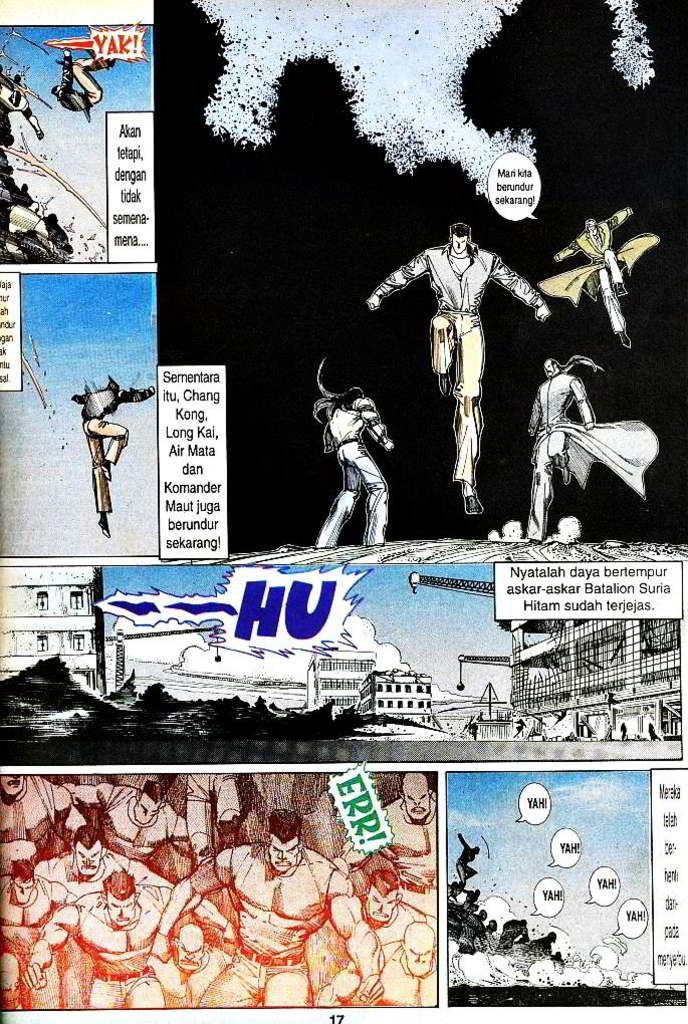 YAK!
Akan
tetapi,
dengan
tidak
semena-
mena....
Mari kita
berundur
sekarang!
Sementara
itu, Chang
Kong,
Long Kai,
Air Mata
dan
Komander
Maut juga
berundur
sekarang!
HU
Nyatalah daya bertempur
askar-askar Batalion Suria
Hitam sudah terjejas.
ERR!
YAH!
YAH!
YAH!
YAH!
YAH!
Mereka
telah
ber-
henti
dari-
pada
menyerbu.
17